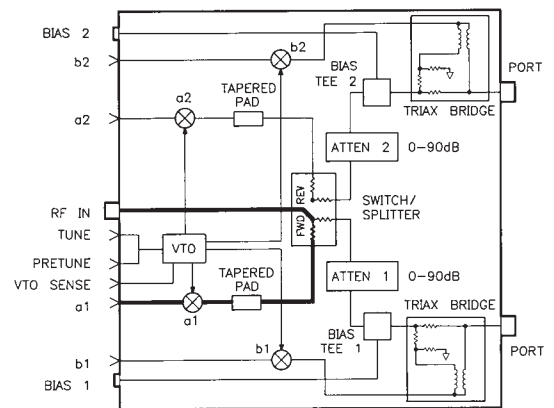 BIAS 2
b2
b2
BIAS
TEE 2
PORT
TAPERED
PAD
a2
a2
TRIAX BRIDGE
ATTEN 2
0-90dB
REV
SWITCH/
SPLITTER
RF IN
FWD
TUNE
VTO
PRETUNE
TAPERED
PAD
ATTEN 1
0-90dB
VTO SENSE
a1
a1
TRIAX BRIDGE
BIAS
TEE 1
b1
b1
PORT
BIAS 1